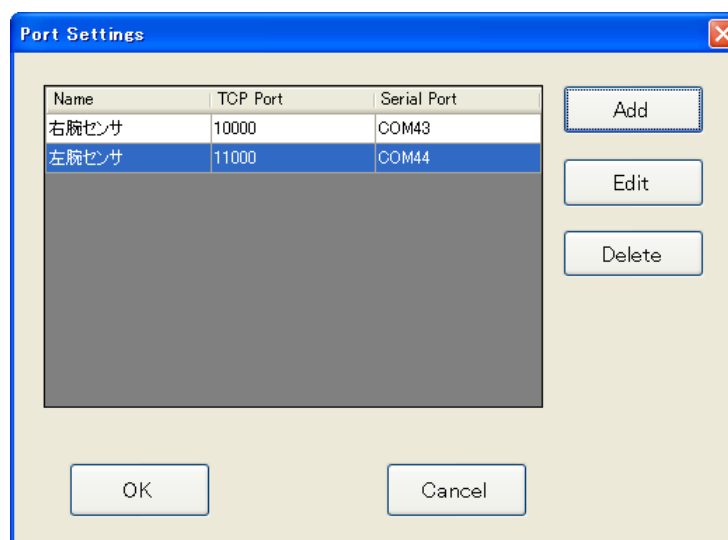 Port Settings
Name TCP Port Serial Port
右腕センサ 10000 COM43
左腕センサ 11000 COM44
Add
Edit
Delete
OK Cancel